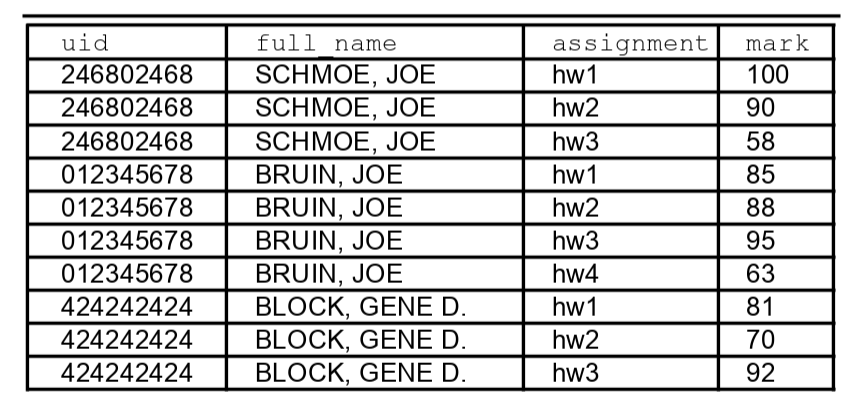 uid full_name assignment mark
246802468 SCHMOE, JOE hw1 100
246802468 SCHMOE, JOE hw2 90
246802468 SCHMOE, JOE hw3 58
012345678 BRUIN, JOE hw1 85
012345678 BRUIN, JOE hw2 88
012345678 BRUIN, JOE hw3 95
012345678 BRUIN, JOE hw4 63
424242424 BLOCK, GENE D. hw1 81
424242424 BLOCK, GENE D. hw2 70
424242424 BLOCK, GENE D. hw3 92